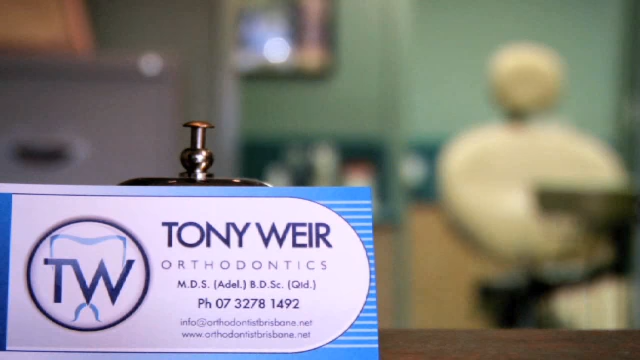 TW
TONY WEIR
ORTHODONTICS
M.D.S. (Adel.) B.D.Sc. (Qld.)
Ph 07 3278 1492
info@orthodontistbrisbane.net
www.orthodontistbrisbane.net